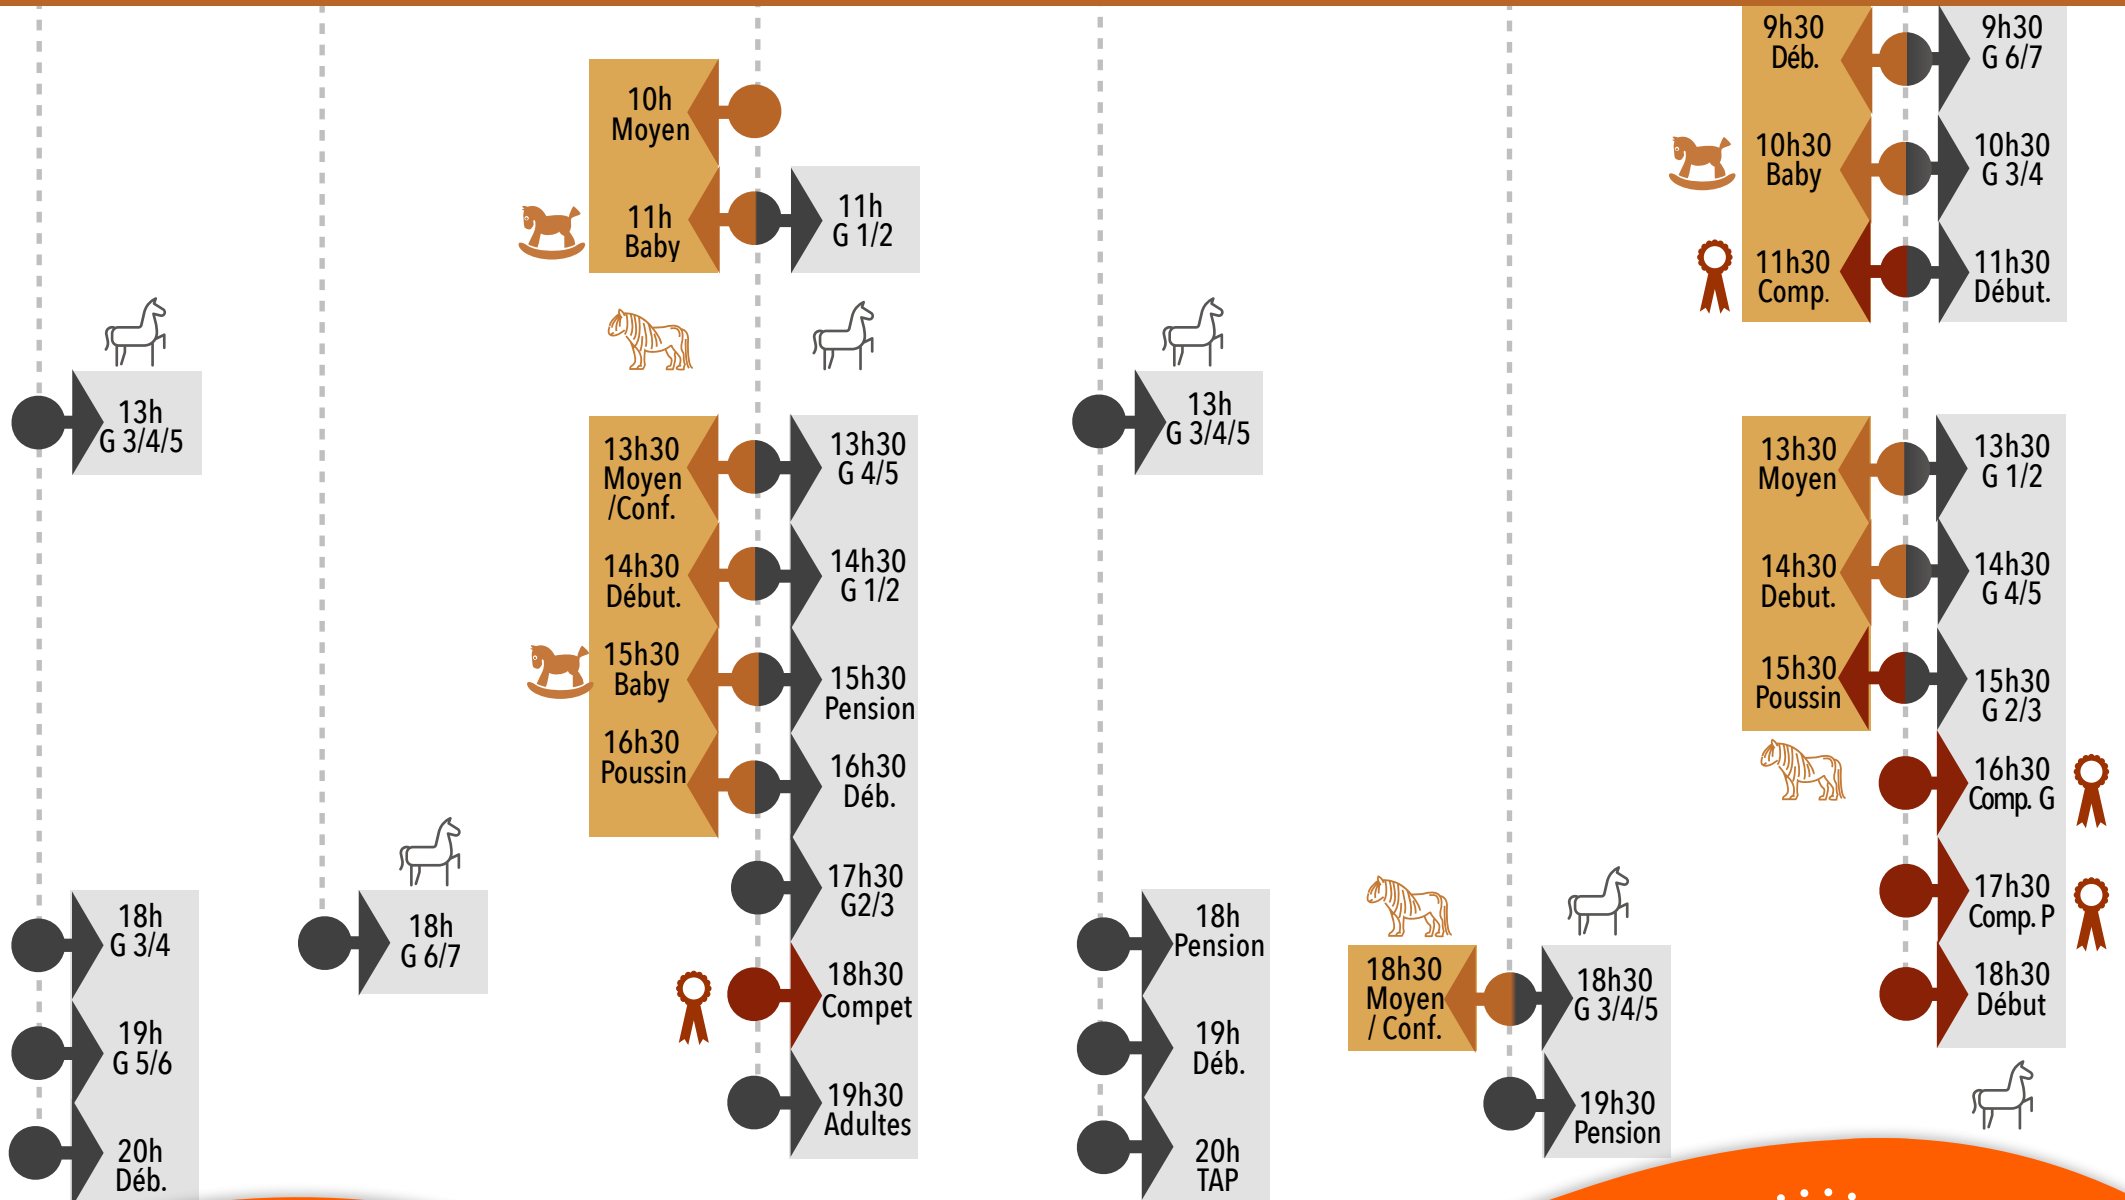 13h
G 3/4/5
18h
G 3/4
19h
G 5/6
20h
Déb.
18h
G 6/7
10h
Moyen
11h
Baby
11h
G 1/2
13h30
Moyen
/Conf.
14h30
Début.
15h30
Baby
16h30
Poussin
13h30
G 4/5
14h30
G 1/2
15h30
Pension
16h30
Déb.
17h30
G2/3
18h30
Compet
19h30
Adultes
13h
G 3/4/5
18h
Pension
19h
Déb.
20h
TAP
18h30
Moyen
/ Conf.
18h30
G 3/4/5
19h30
Pension
9h30
Déb.
10h30
Baby
11h30
Comp.
9h30
G 6/7
10h30
G 3/4
11h30
Début.
13h30
Moyen
14h30
Debut.
15h30
Poussin
13h30
G 1/2
14h30
G 4/5
15h30
G 2/3
16h30
Comp. G
17h30
Comp. P
18h30
Début